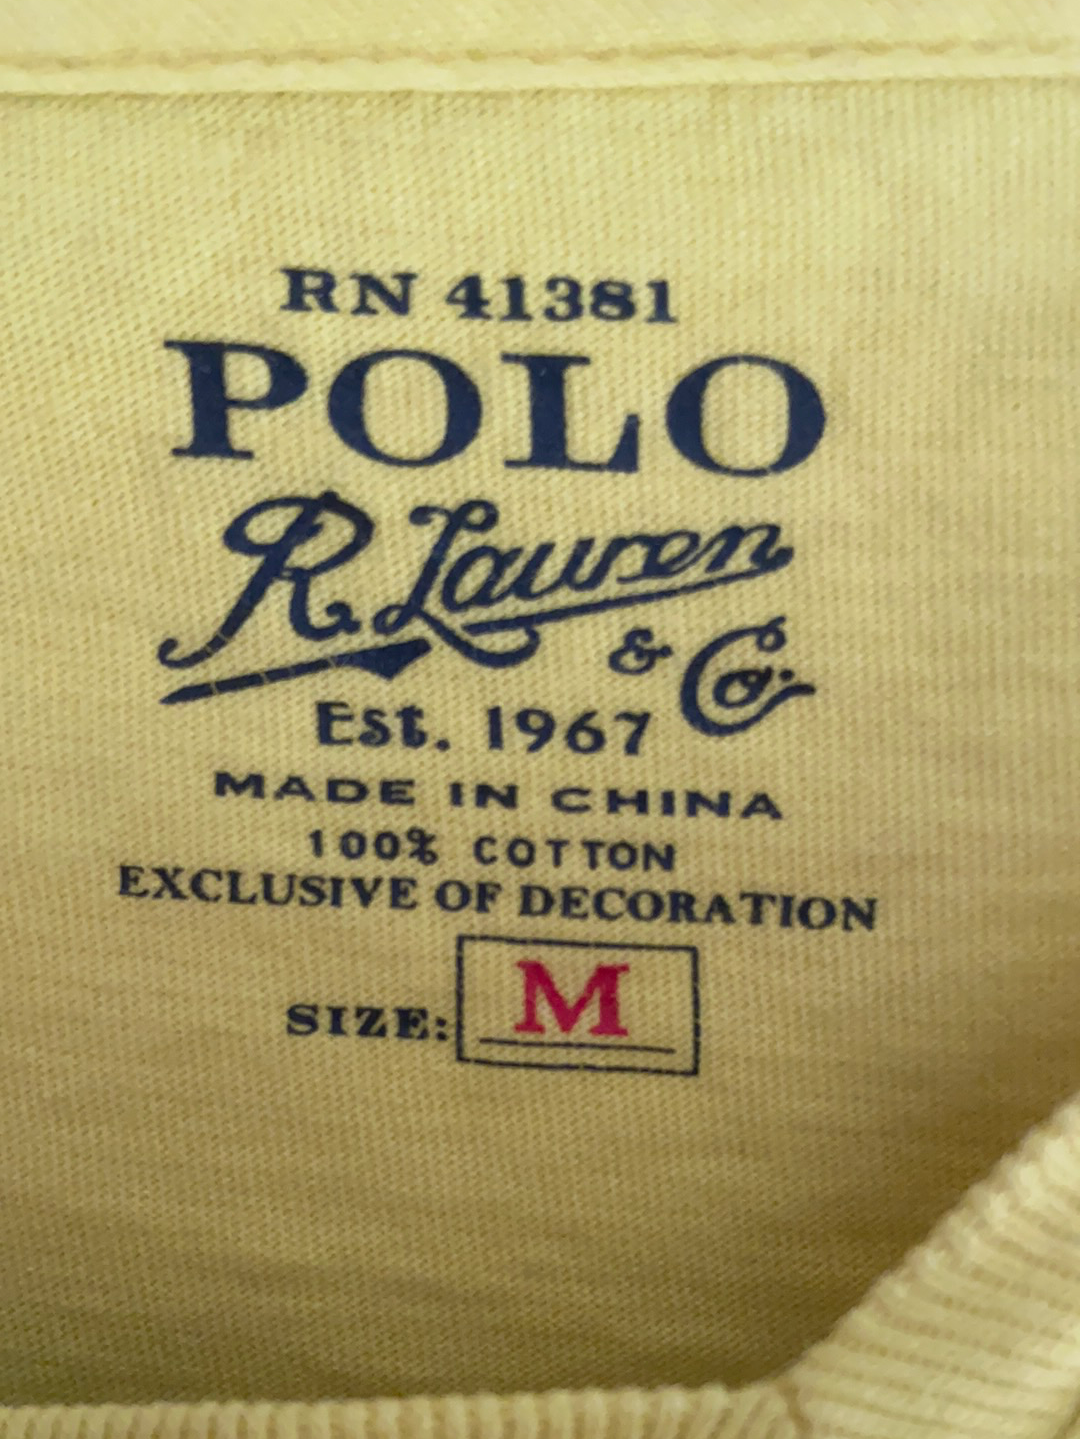 RN 41381
POLO
R. Lauren
& Co.
Est. 1967
MADE IN CHINA
100% COTTON
EXCLUSIVE OF DECORATION
SIZE: M